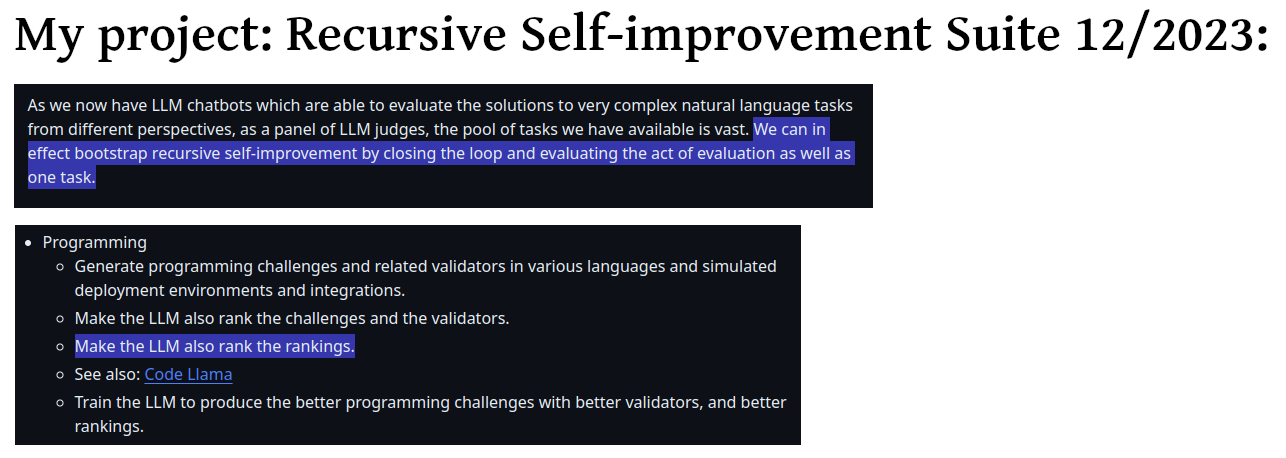 My project: Recursive Self-improvement Suite 12/2023:
As we now have LLM chatbots which are able to evaluate the solutions to very complex natural language tasks
from different perspectives, as a panel of LLM judges, the pool of tasks we have available is vast. We can in
effect bootstrap recursive self-improvement by closing the loop and evaluating the act of evaluation as well as
one task.
Programming
Generate programming challenges and related validators in various languages and simulated
deployment environments and integrations.
Make the LLM also rank the challenges and the validators.
Make the LLM also rank the rankings.
See also: Code Llama
Train the LLM to produce the better programming challenges with better validators, and better
rankings.